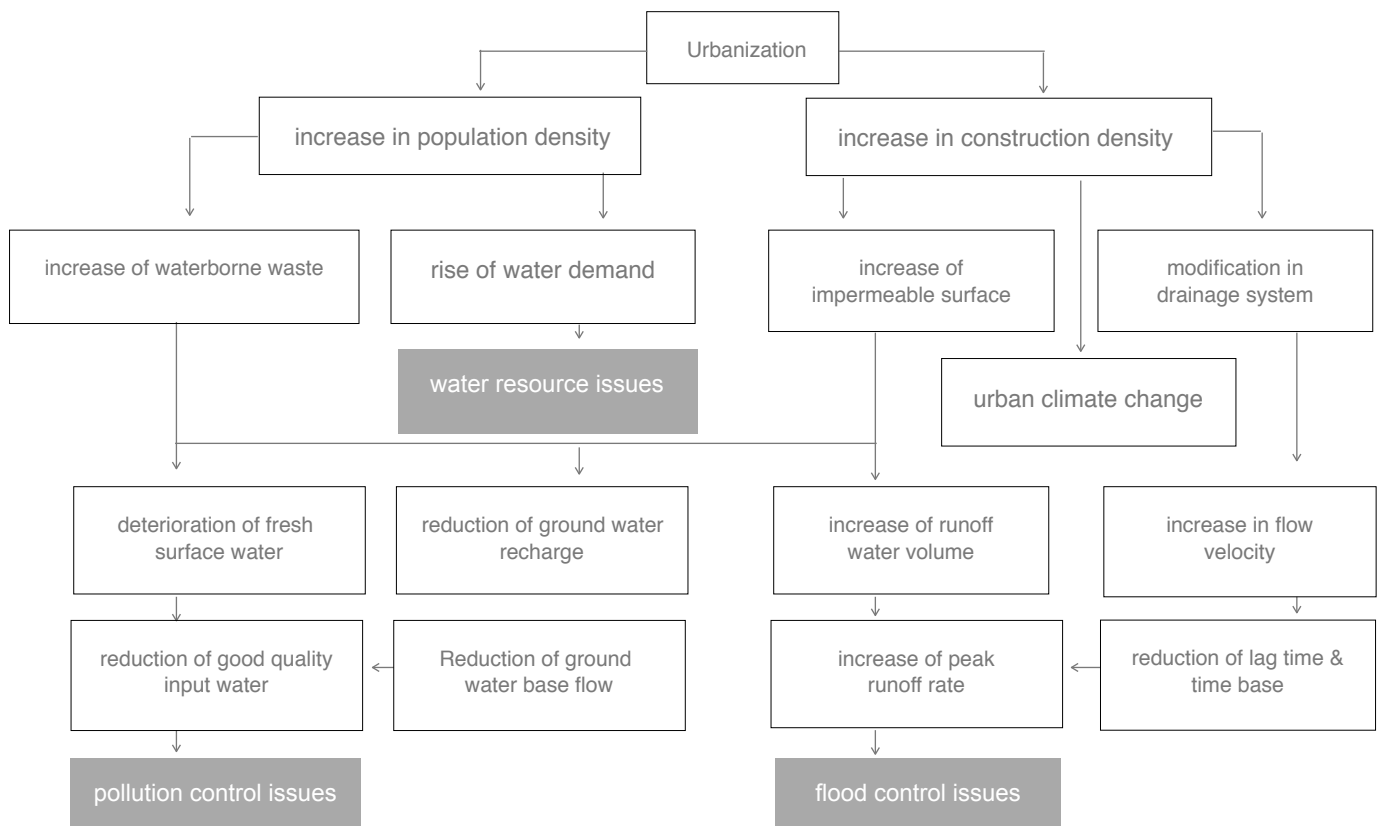 Urbanization
increase in population density
increase in construction density
increase of waterborne waste
rise of water demand
increase of
impermeable surface
modification in
drainage system
water resource issues
urban climate change
deterioration of fresh
surface water
reduction of ground water
recharge
increase of runoff
water volume
increase in flow
velocity
reduction of good quality
input water
Reduction of ground
water base flow
increase of peak
runoff rate
reduction of lag time &
time base
pollution control issues
flood control issues